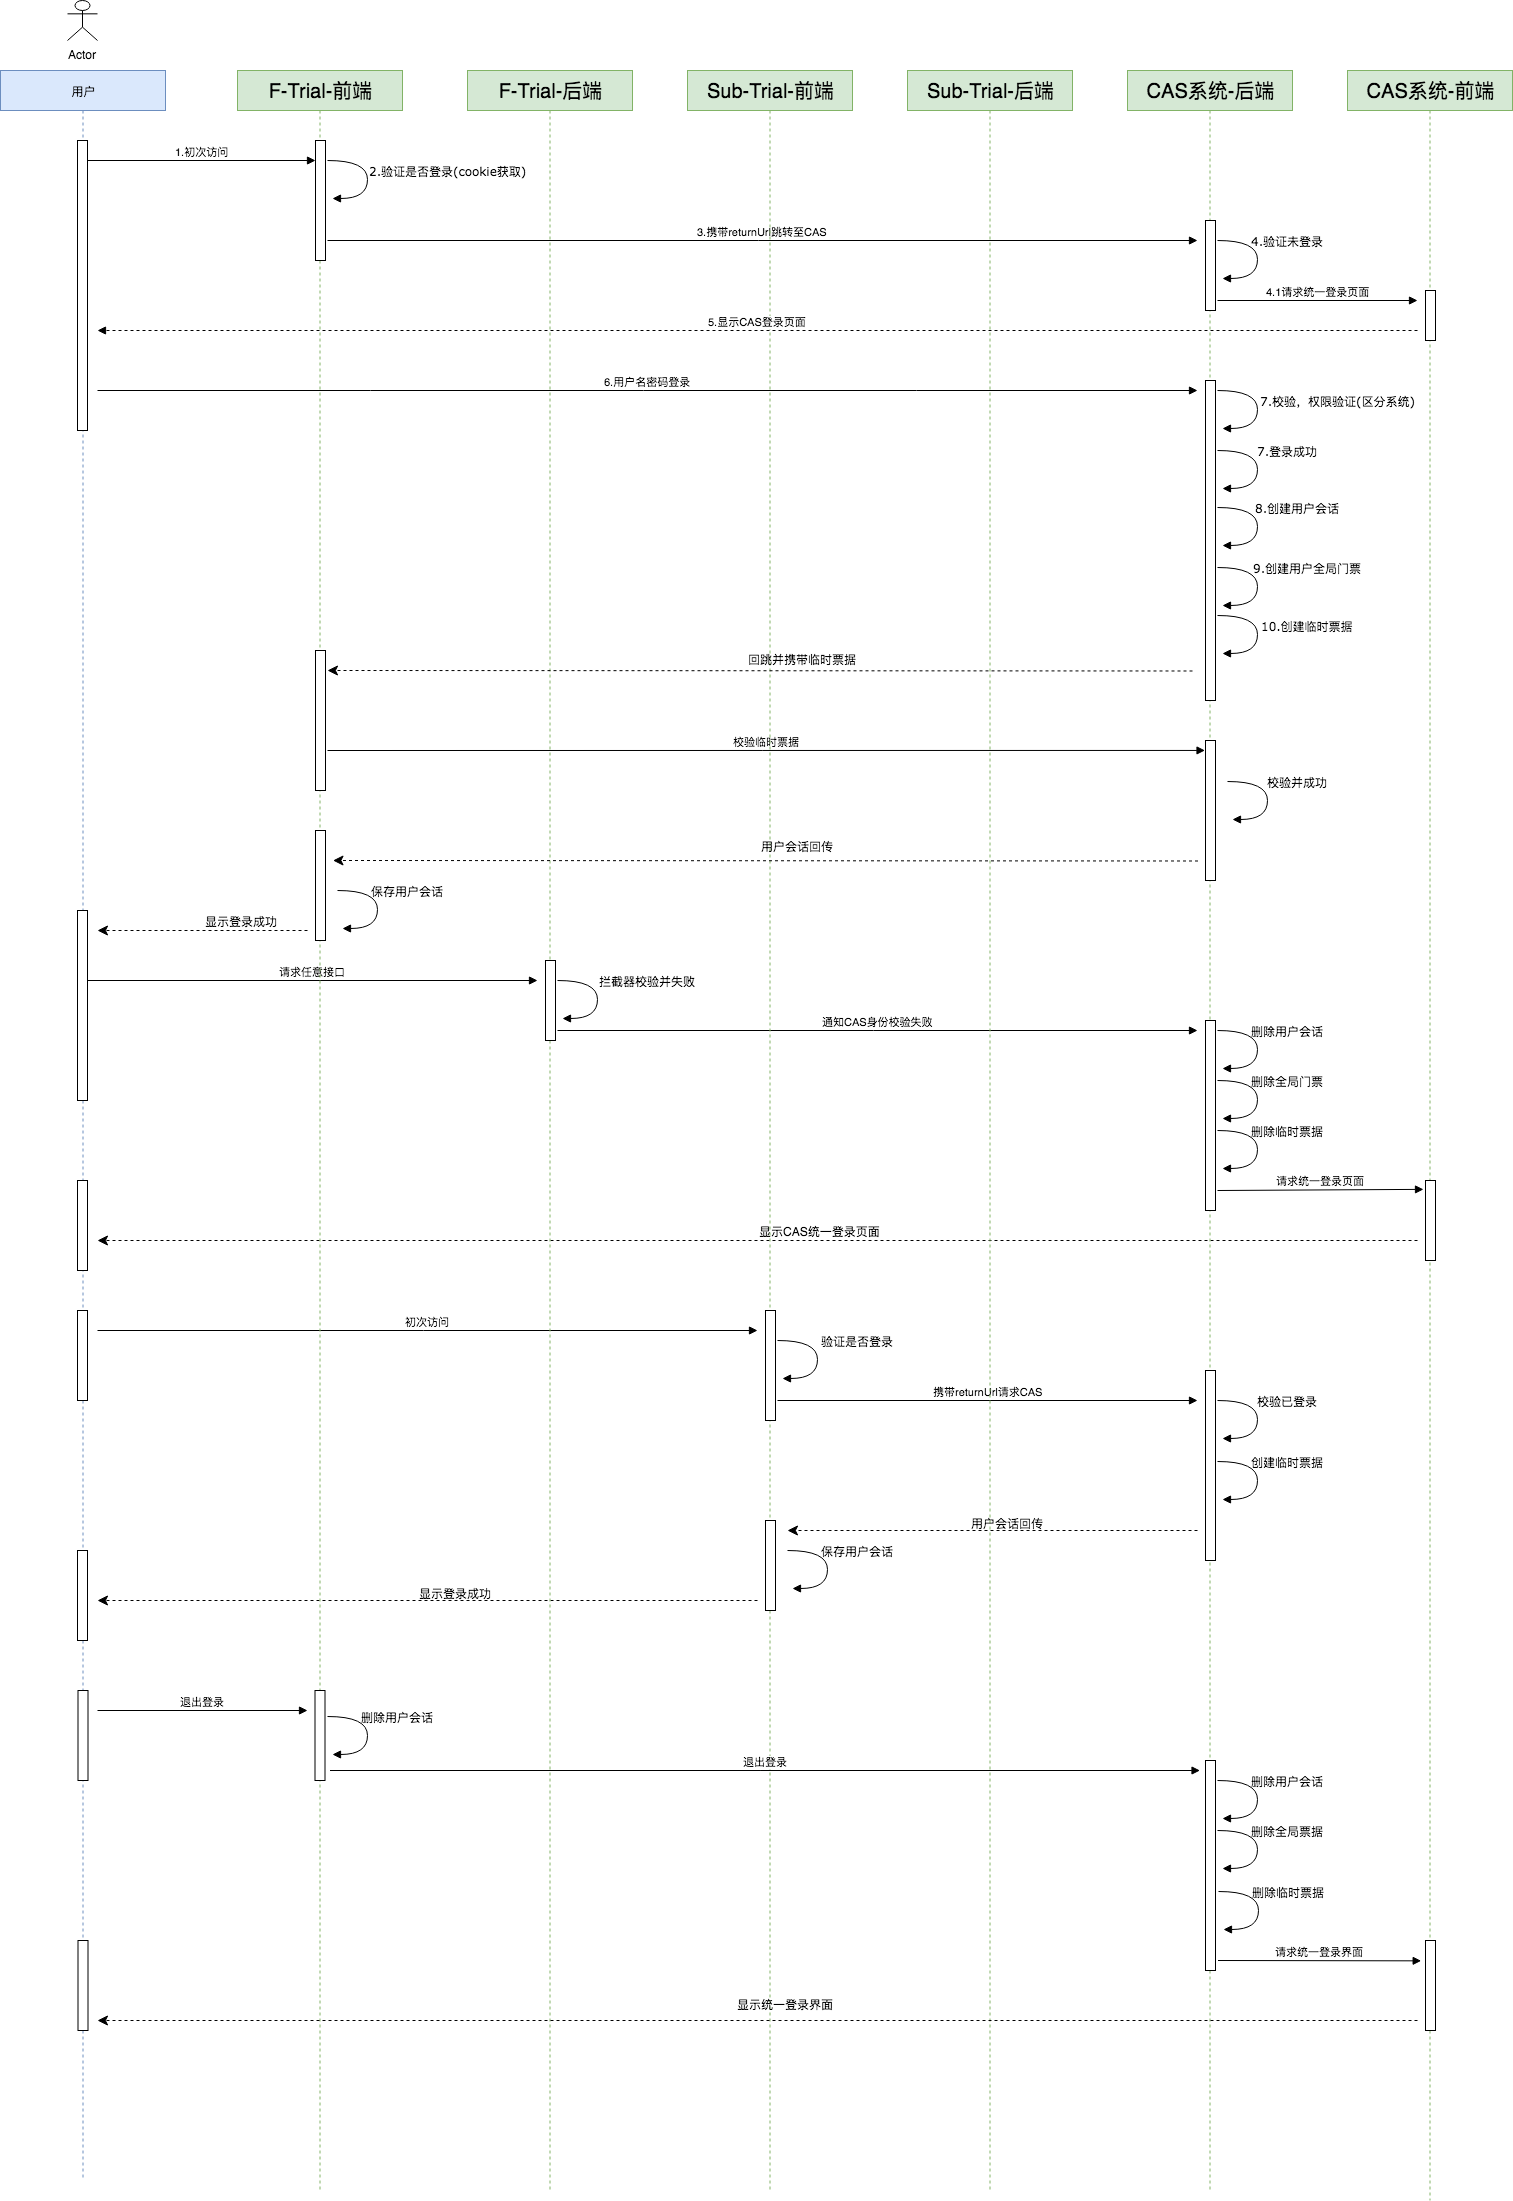 Actor
用户
F-Trial-前端
F-Trial-后端
Sub-Trial-前端
Sub-Trial-后端
CAS系统-后端
CAS系统-前端
1.初次访问
2.验证是否登录(cookie获取)
3.携带returnUrl跳转至CAS
4.验证未登录
4.1请求统一登录页面
5.显示CAS登录页面
6.用户名密码登录
7.校验，权限验证(区分系统)
7.登录成功
8.创建用户会话
9.创建用户全局门票
10.创建临时票据
回跳并携带临时票据
校验临时票据
校验并成功
用户会话回传
保存用户会话
显示登录成功
请求任意接口
拦截器校验并失败
通知CAS身份校验失败
删除用户会话
删除全局门票
删除临时票据
请求统一登录页面
显示CAS统一登录页面
初次访问
验证是否登录
携带returnUrl请求CAS
校验已登录
创建临时票据
用户会话回传
保存用户会话
显示登录成功
退出登录
删除用户会话
退出登录
删除用户会话
删除全局票据
删除临时票据
请求统一登录界面
显示统一登录界面